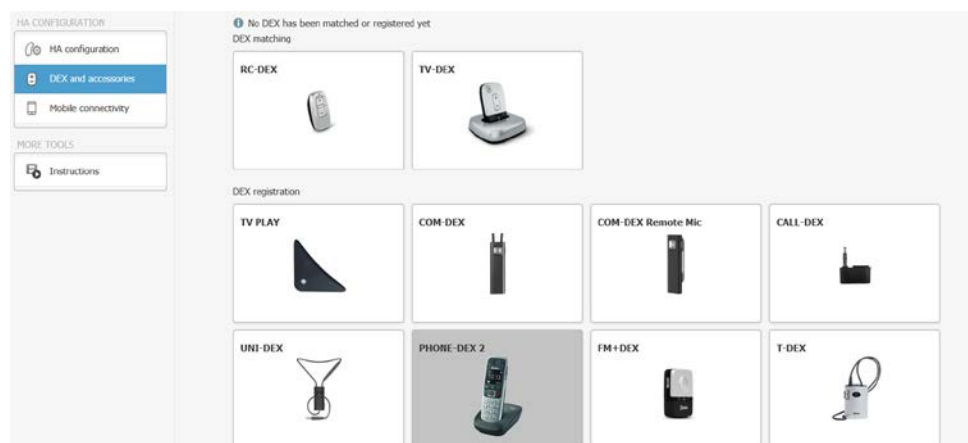 HA CONFIGURATION
HA configuration
DEX and accessories
Mobile connectivity
MORE TOOLS
Instructions
No DEX has been matched or registered yet
DEX matching
RC-DEX
TV-DEX
DEX registration
TV PLAY
COM-DEX
COM-DEX Remote Mic
CALL-DEX
UNI-DEX
PHONE-DEX 2
FM+DEX
T-DEX